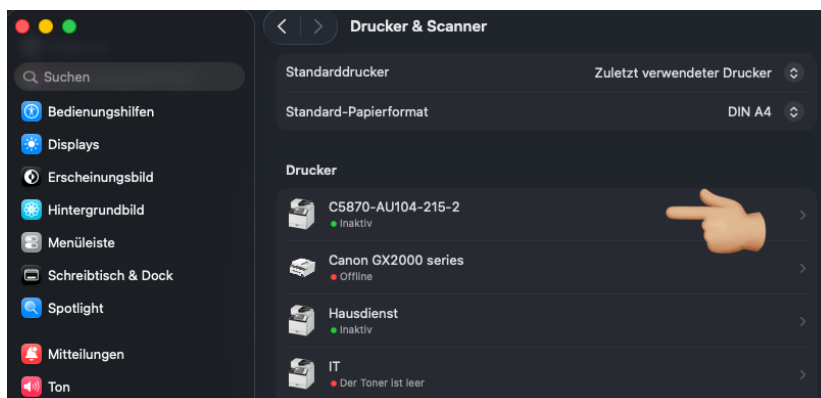 Drucker & Scanner
Suchen
Bedienungshilfen
Displays
Erscheinungsbild
Hintergrundbild
Menüleiste
Schreibtisch & Dock
Spotlight
Mitteilungen
Ton
Standarddrucker
Zuletzt verwendeter Drucker
Standard-Papierformat
DIN A4
Drucker
C5870-AU104-215-2
Inaktiv
Canon GX2000 series
Offline
Hausdienst
Inaktiv
IT
Der Toner ist leer